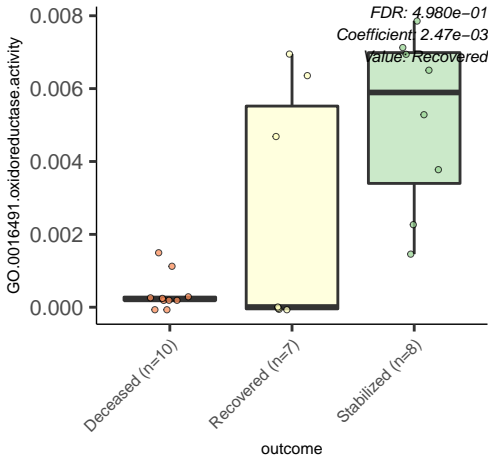 FDR: 4.980e−01
Coefficient: 2.47e−03
Value: Recovered
GO.0016491.oxidoreductase.activity
0.008
0.006
0.004
0.002
0.000
Deceased (n=10)
Recovered (n=7)
Stabilized (n=8)
outcome